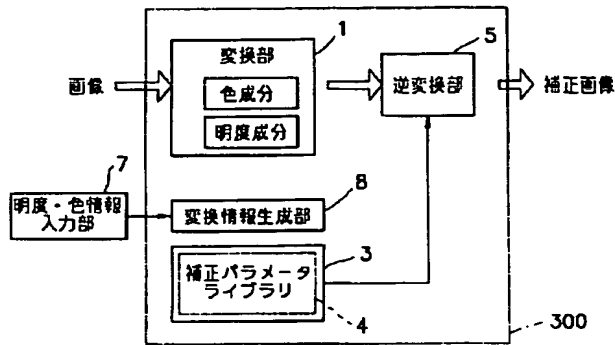 1
変換部
色成分
明度成分
画像
5
逆変換部
補正画像
7
明度・色情報
入力部
8
変換情報生成部
3
補正パラメータ
ライブラリ
4
300